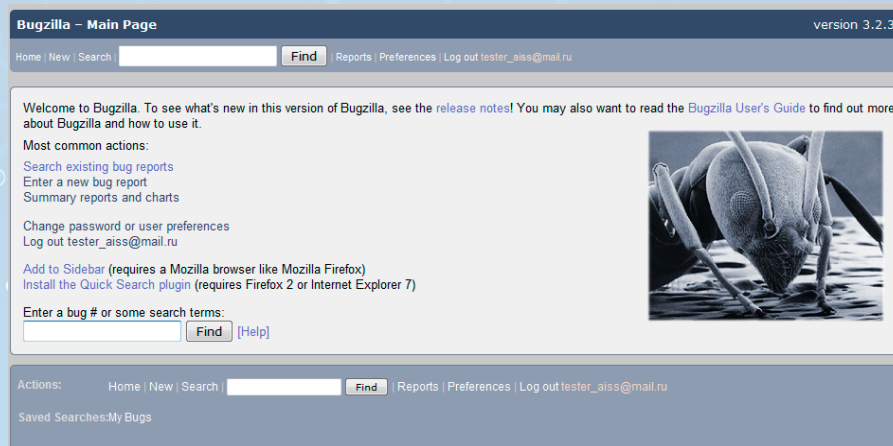 Bugzilla – Main Page version 3.2.3
Home | New | Search | Find | Reports | Preferences | Log out tester_aiss@mail.ru
Welcome to Bugzilla. To see what's new in this version of Bugzilla, see the release notes! You may also want to read the Bugzilla User's Guide to find out more
about Bugzilla and how to use it.
Most common actions:
Search existing bug reports
Enter a new bug report
Summary reports and charts
Change password or user preferences
Log out tester_aiss@mail.ru
Add to Sidebar (requires a Mozilla browser like Mozilla Firefox)
Install the Quick Search plugin (requires Firefox 2 or Internet Explorer 7)
Enter a bug # or some search terms:
Find [Help]
Actions: Home | New | Search | Find | Reports | Preferences | Log out tester_aiss@mail.ru
Saved Searches:My Bugs